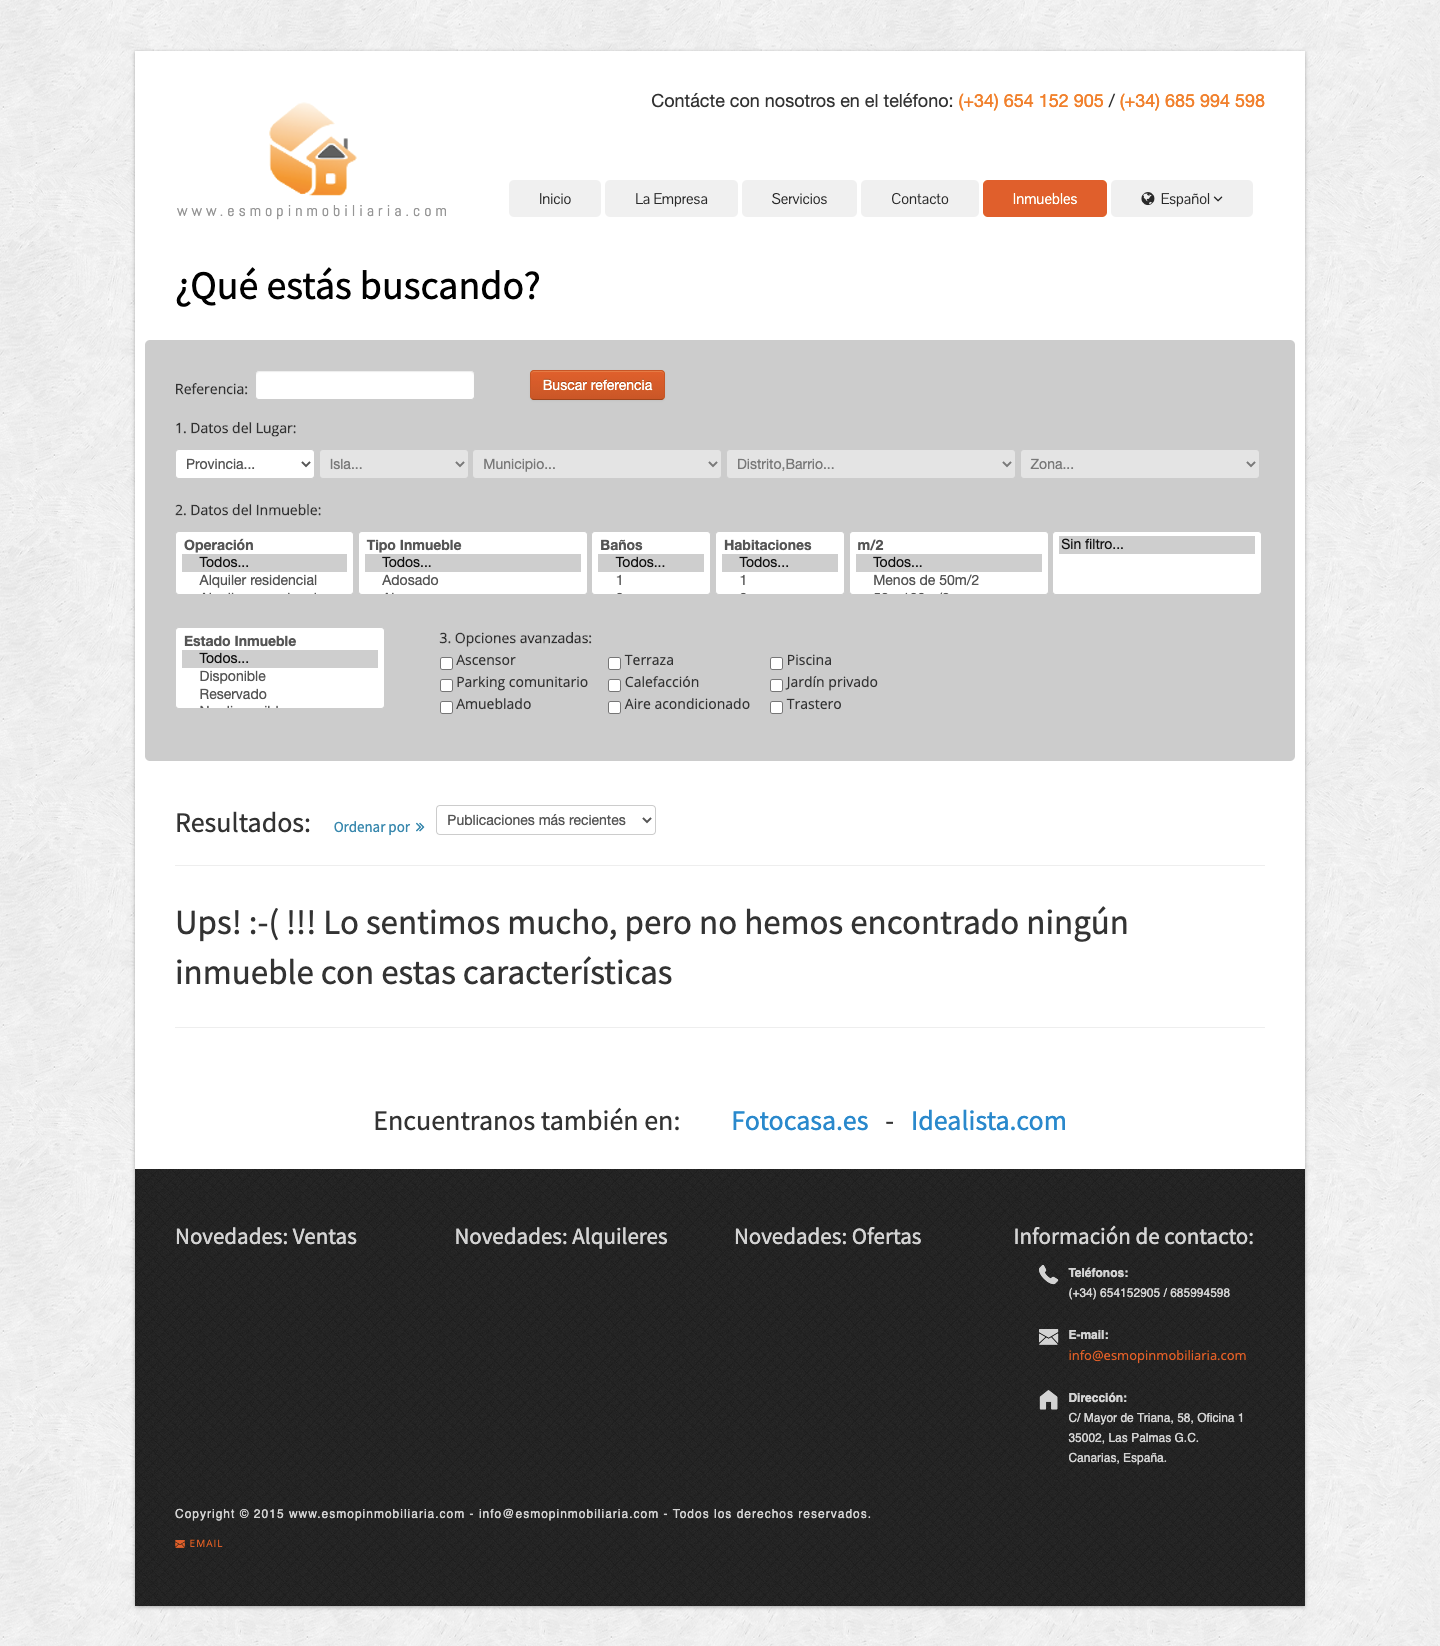 Contácte con nosotros en el teléfono: (+34) 654 152 905 / (+34) 685 994 598
www.esmopinmobiliaria.com
Inicio
La Empresa
Servicios
Contacto
Inmuebles
Español
¿Qué estás buscando?
Referencia:
Buscar referencia
1. Datos del Lugar:
Provincia...
Isla...
Municipio...
Distrito,Barrio...
Zona...
2. Datos del Inmueble:
Operación
Todos...
Alquiler residencial
Tipo Inmueble
Todos...
Adosado
Baños
Todos...
1
Habitaciones
Todos...
1
m/2
Todos...
Menos de 50m/2
Sin filtro...
Estado Inmueble
Todos...
Disponible
Reservado
3. Opciones avanzadas:
Ascensor
Terraza
Piscina
Parking comunitario
Calefacción
Jardín privado
Amueblado
Aire acondicionado
Trastero
Resultados:
Ordenar por »
Publicaciones más recientes
Ups! :-( !!! Lo sentimos mucho, pero no hemos encontrado ningún
inmueble con estas características
Encuentranos también en: Fotocasa.es - Idealista.com
Novedades: Ventas
Novedades: Alquileres
Novedades: Ofertas
Información de contacto:
Teléfonos:
(+34) 654152905 / 685994598
E-mail:
info@esmopinmobiliaria.com
Dirección:
C/ Mayor de Triana, 58, Oficina 1
35002, Las Palmas G.C.
Canarias, España.
Copyright © 2015 www.esmopinmobiliaria.com - info@esmopinmobiliaria.com - Todos los derechos reservados.
EMAIL